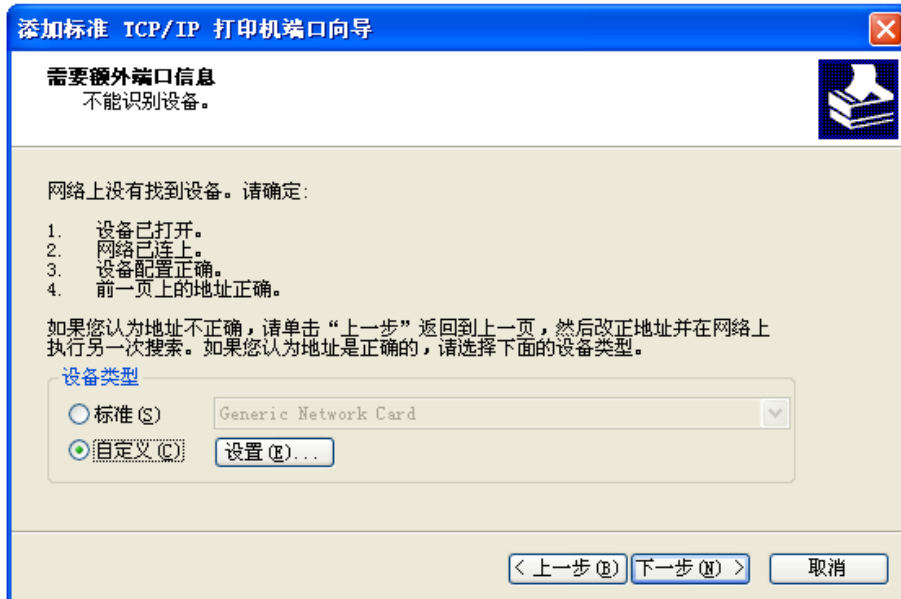 添加标准 TCP/IP 打印机端口向导
需要额外端口信息
不能识别设备。
网络上没有找到设备。请确定:
1. 设备已打开。
2. 网络已连上。
3. 设备配置正确。
4. 前一页上的地址正确。
如果您认为地址不正确,请单击“上一步”返回到上一页,然后改正地址并在网络上
执行另一次搜索。如果您认为地址是正确的,请选择下面的设备类型。
设备类型
标准(S) Generic Network Card
自定义(C) 设置(E)...
< 上一步(B) 下一步(N) > 取消